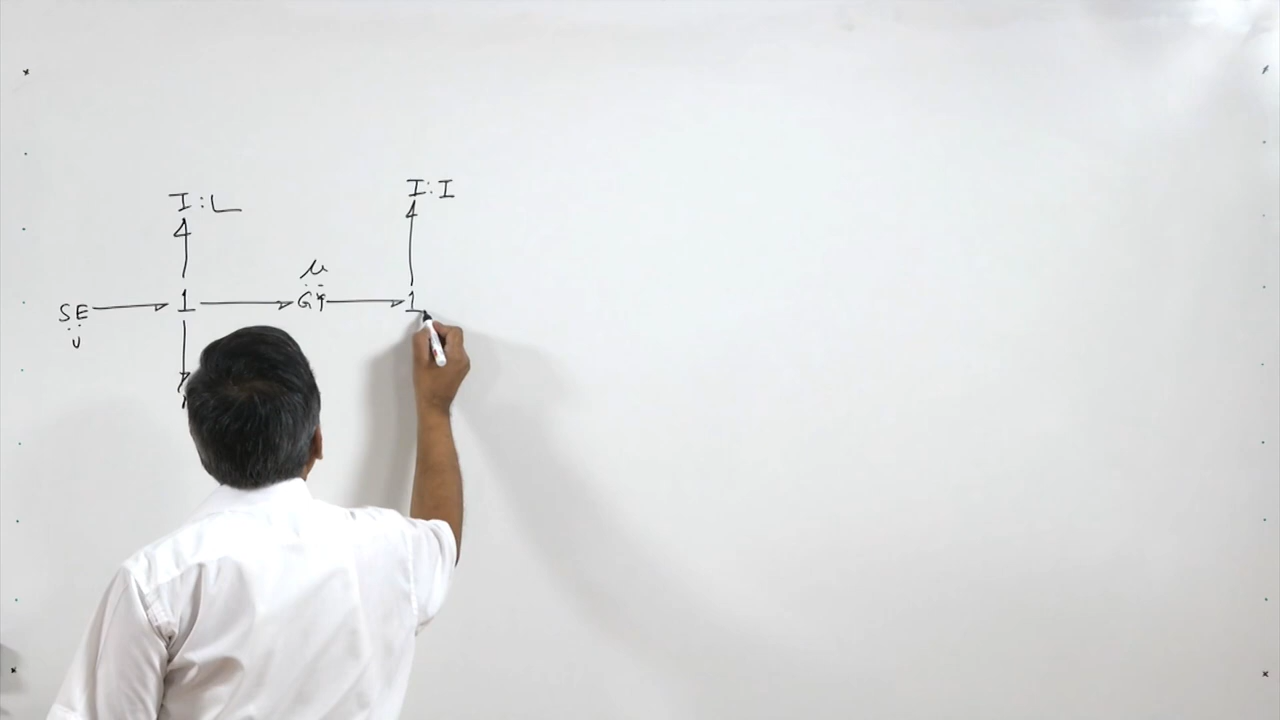 I:L
I:I
μ
SE 1 GY 1
U